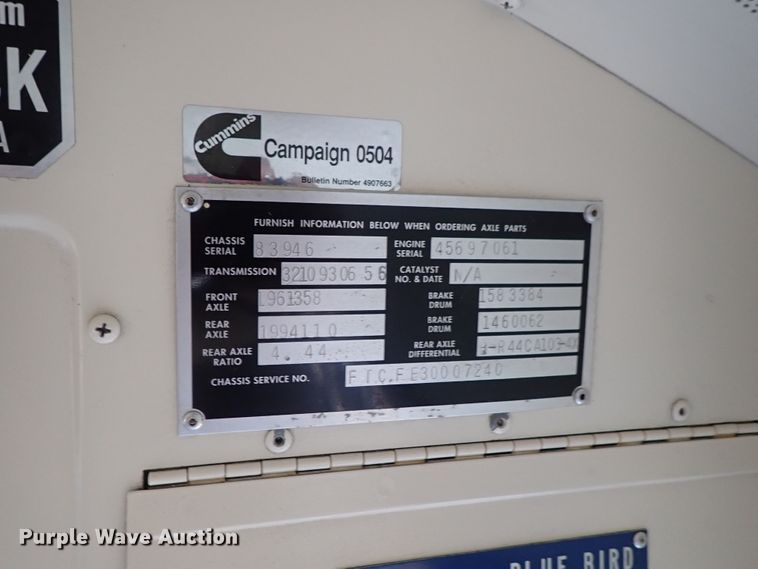 m
CK
A
Cummins
Campaign 0504
Bulletin Number 4907663
FURNISH INFORMATION BELOW WHEN ORDERING AXLE PARTS
CHASSIS SERIAL 83946 ENGINE SERIAL 45697061
TRANSMISSION 3210930656 CATALYST NO. & DATE N/A
FRONT AXLE 1961358 BRAKE DRUM 1583384
REAR AXLE 1994110 BRAKE DRUM 1460062
REAR AXLE RATIO 4.44 REAR AXLE DIFFERENTIAL
CHASSIS SERVICE NO. F.T.C.FE30007240
BLUE BIRD
Purple Wave Auction